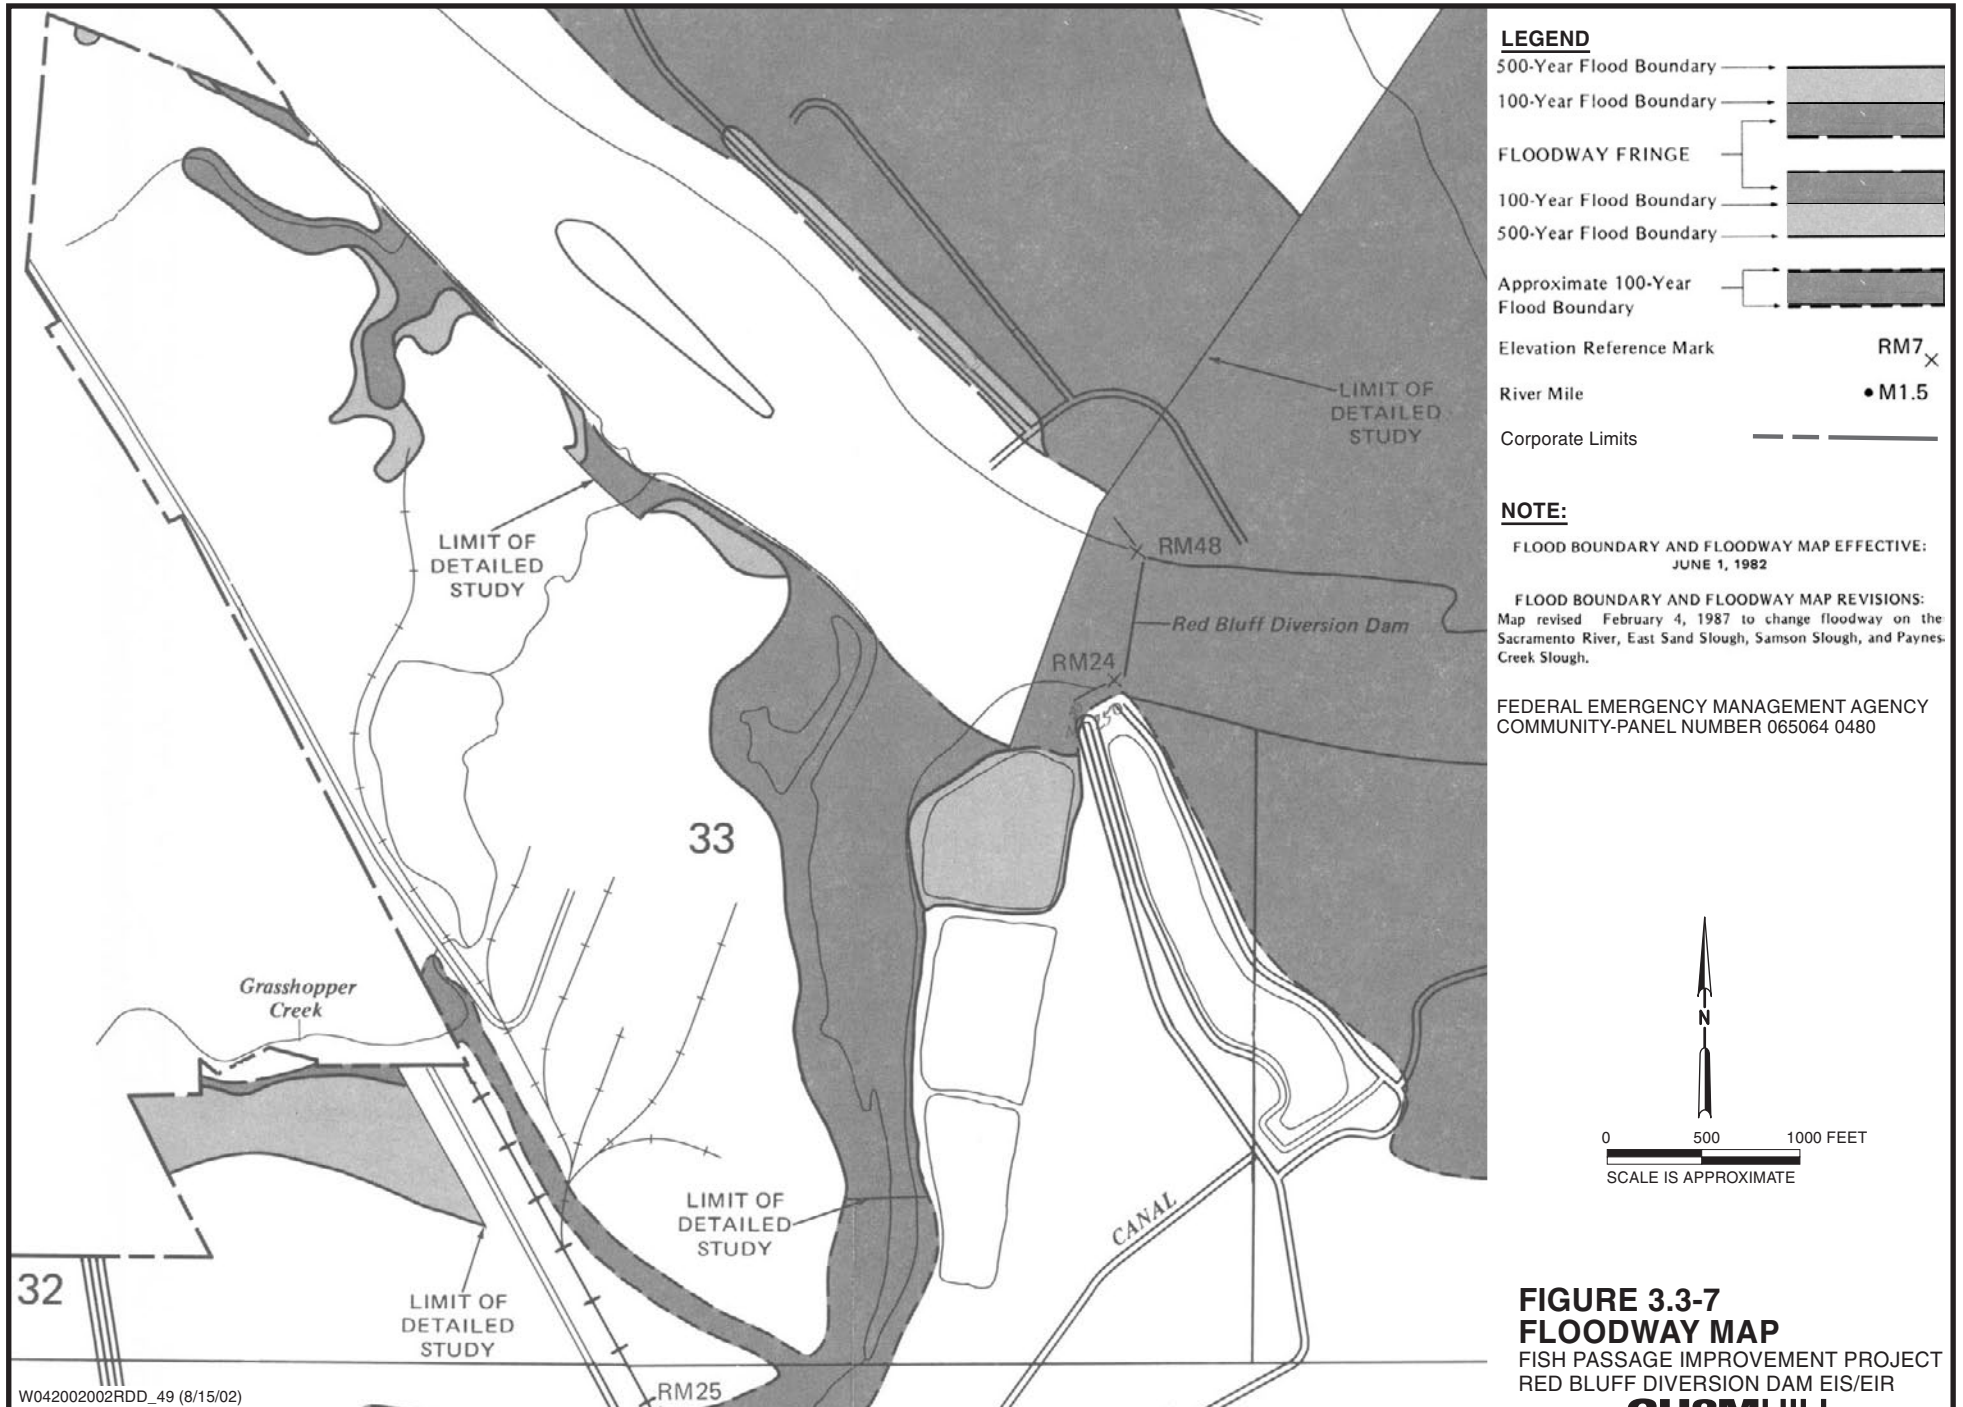 LIMIT OF
DETAILED
STUDY
LIMIT OF
DETAILED
STUDY
RM48
Red Bluff Diversion Dam
RM24
33
Grasshopper
Creek
LIMIT OF
DETAILED
STUDY
CANAL
32
LIMIT OF
DETAILED
STUDY
RM25
W042002002RDD_49 (8/15/02)
LEGEND
500-Year Flood Boundary
100-Year Flood Boundary
FLOODWAY FRINGE
100-Year Flood Boundary
500-Year Flood Boundary
Approximate 100-Year
Flood Boundary
Elevation Reference Mark RM7
River Mile M1.5
Corporate Limits
NOTE:
FLOOD BOUNDARY AND FLOODWAY MAP EFFECTIVE:
JUNE 1, 1982
FLOOD BOUNDARY AND FLOODWAY MAP REVISIONS:
Map revised February 4, 1987 to change floodway on the
Sacramento River, East Sand Slough, Samson Slough, and Paynes
Creek Slough.
FEDERAL EMERGENCY MANAGEMENT AGENCY
COMMUNITY-PANEL NUMBER 065064 0480
N
0 500 1000 FEET
SCALE IS APPROXIMATE
FIGURE 3.3-7
FLOODWAY MAP
FISH PASSAGE IMPROVEMENT PROJECT
RED BLUFF DIVERSION DAM EIS/EIR